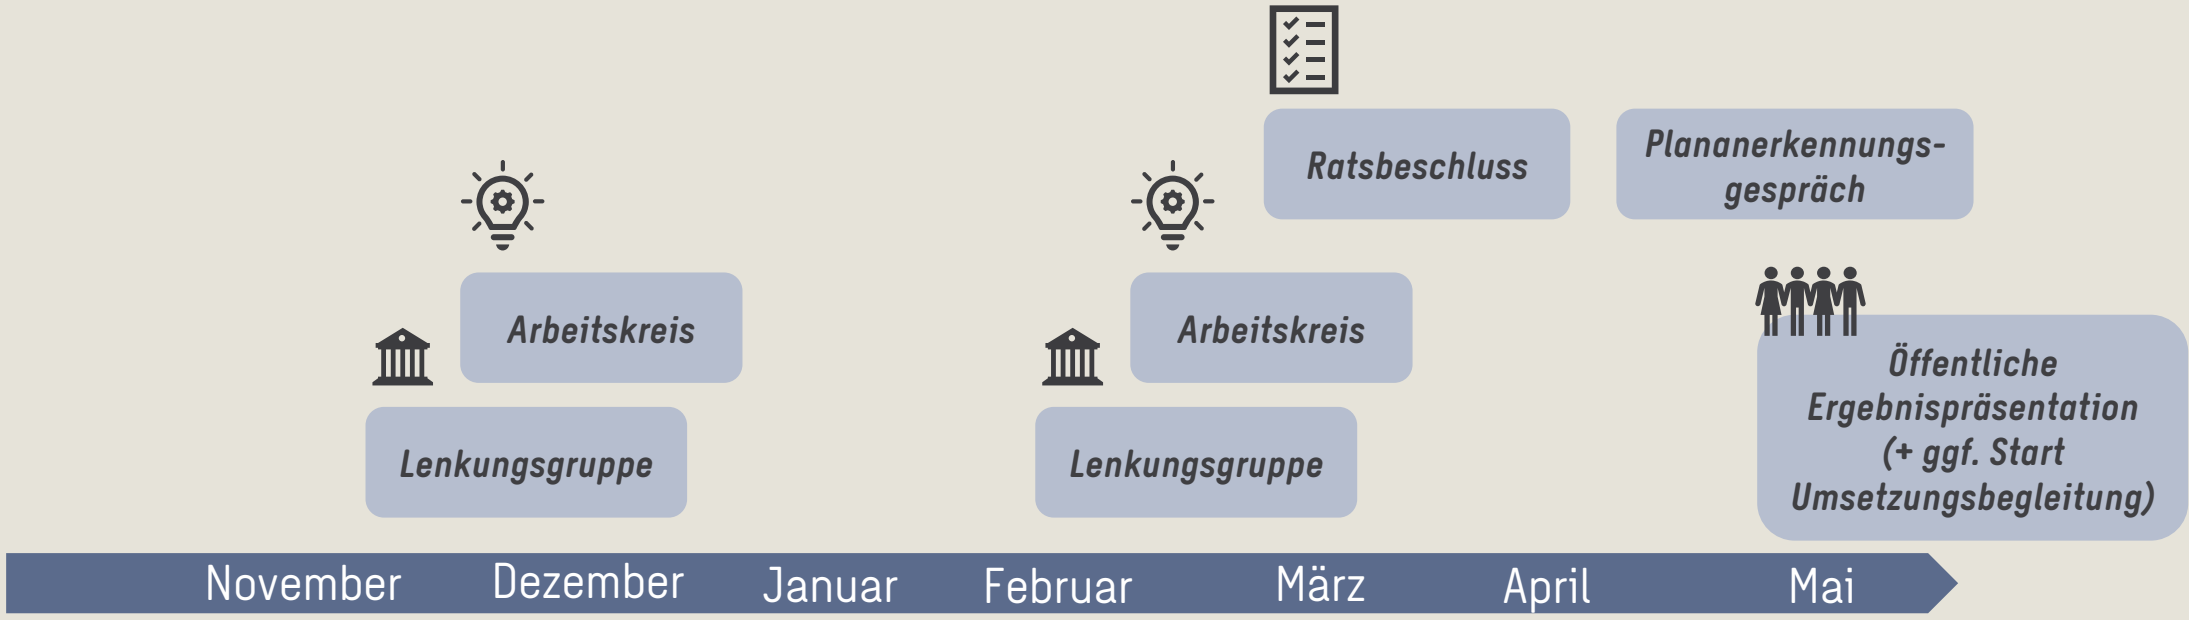 Ratsbeschluss
Plananerkennungs-
gespräch
Arbeitskreis
Arbeitskreis
Lenkungsgruppe
Lenkungsgruppe
Öffentliche
Ergebnispräsentation
(+ ggf. Start
Umsetzungsbegleitung)
November
Dezember
Januar
Februar
März
April
Mai